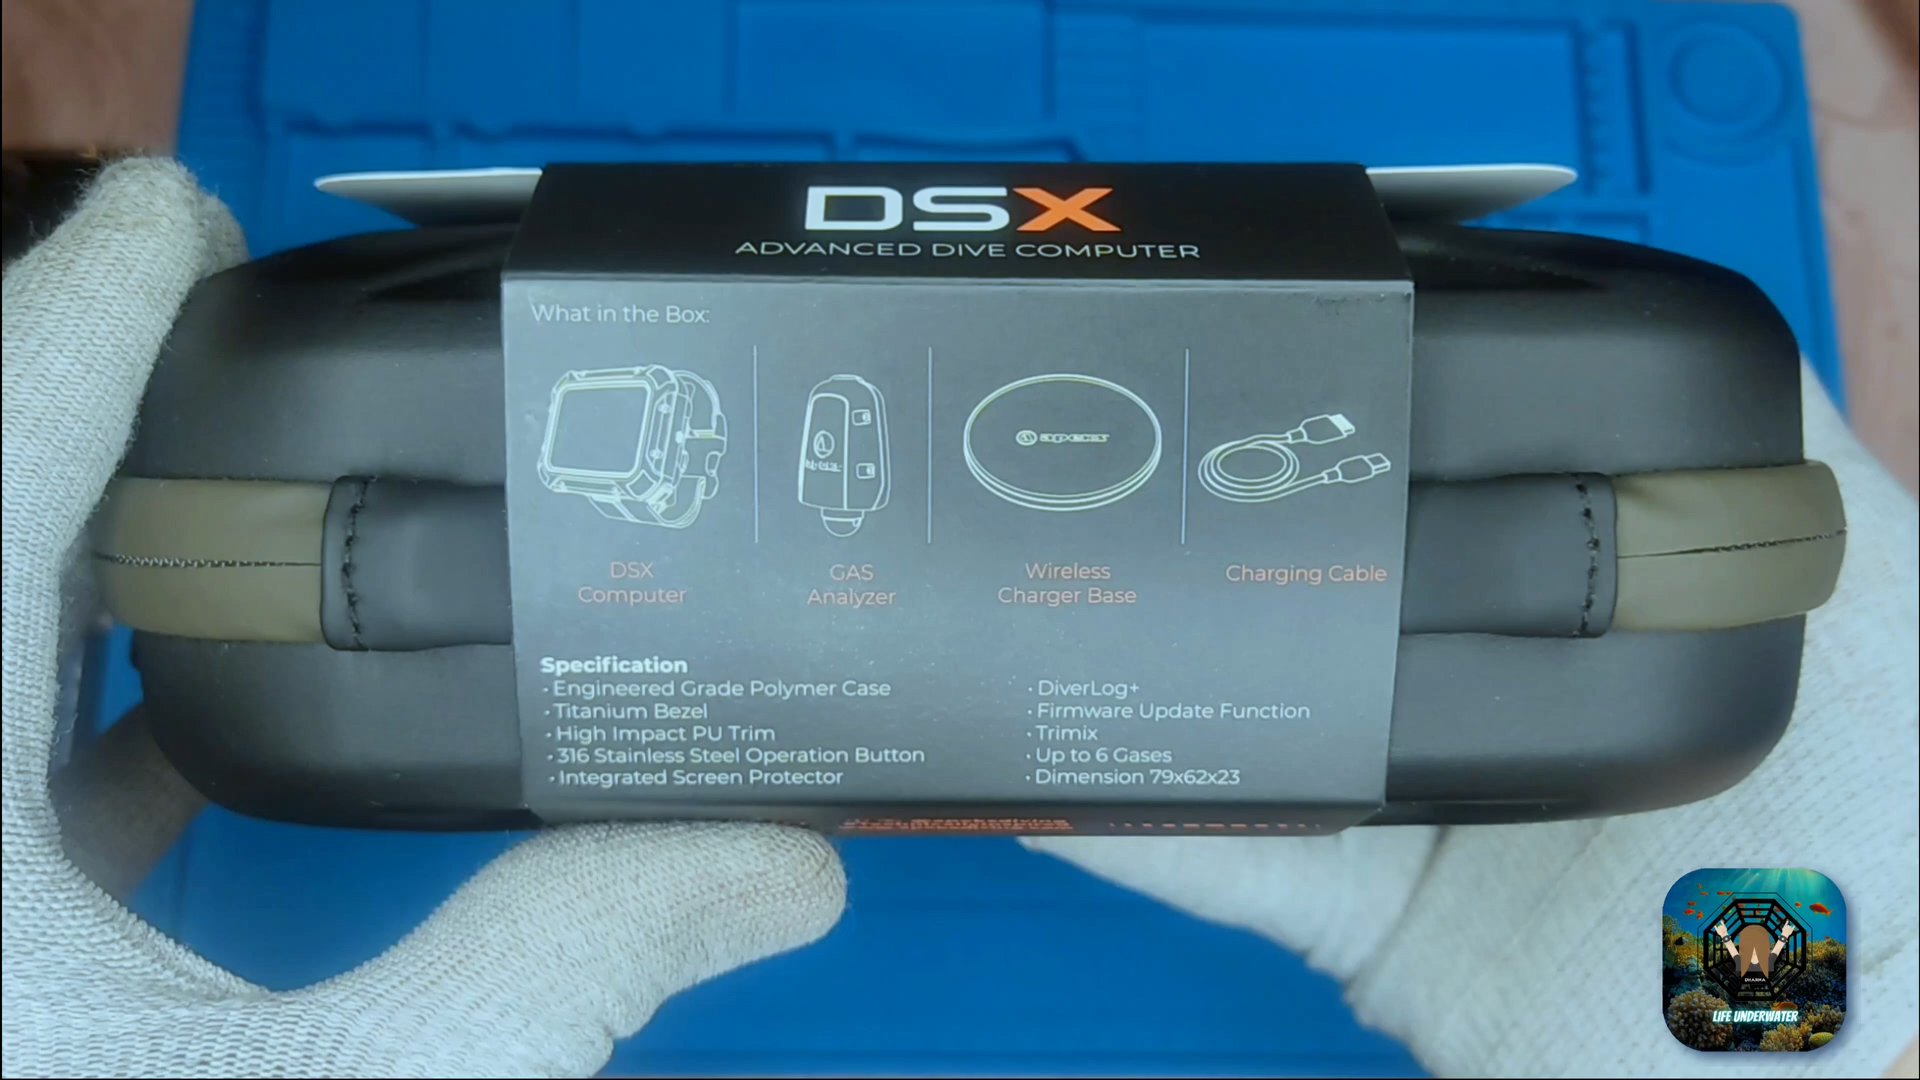 DSX
ADVANCED DIVE COMPUTER
What in the Box:
apeks
DSX
Computer
GAS
Analyzer
Wireless
Charger Base
Charging Cable
Specification
· Engineered Grade Polymer Case
· Titanium Bezel
· High Impact PU Trim
· 316 Stainless Steel Operation Button
· Integrated Screen Protector
· DiverLog+
· Firmware Update Function
· Trimix
· Up to 6 Gases
· Dimension 79x62x23
LIFE UNDERWATER